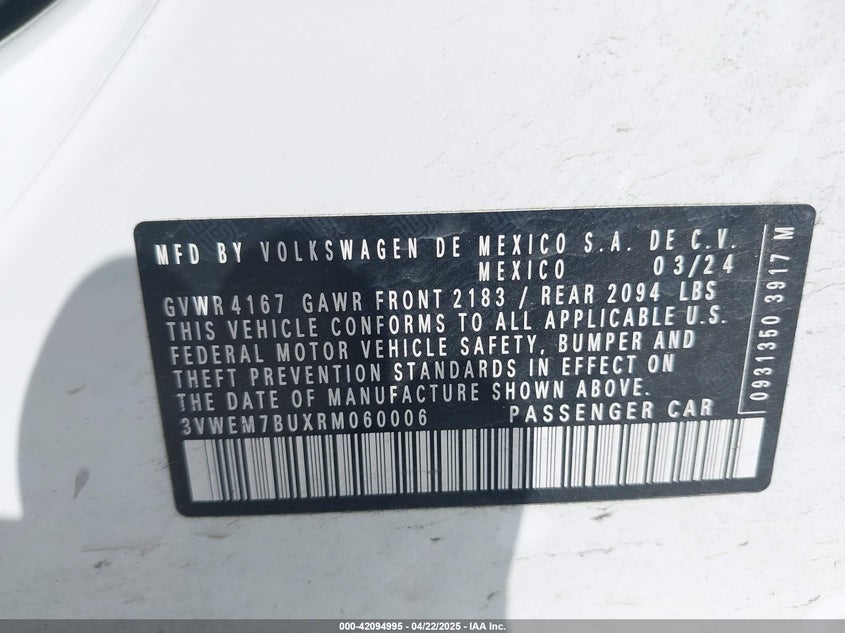 MFD BY VOLKSWAGEN DE MEXICO S.A. DE C.V.
MEXICO 03/24
GVWR 4167 GAWR FRONT 2183 / REAR 2094 LBS
THIS VEHICLE CONFORMS TO ALL APPLICABLE U.S.
FEDERAL MOTOR VEHICLE SAFETY, BUMPER AND
THEFT PREVENTION STANDARDS IN EFFECT ON
THE DATE OF MANUFACTURE SHOWN ABOVE.
3VWEM7BUXRM060006 PASSENGER CAR
0931350 3917 M
000-42094995 - 04/22/2025 - IAA Inc.